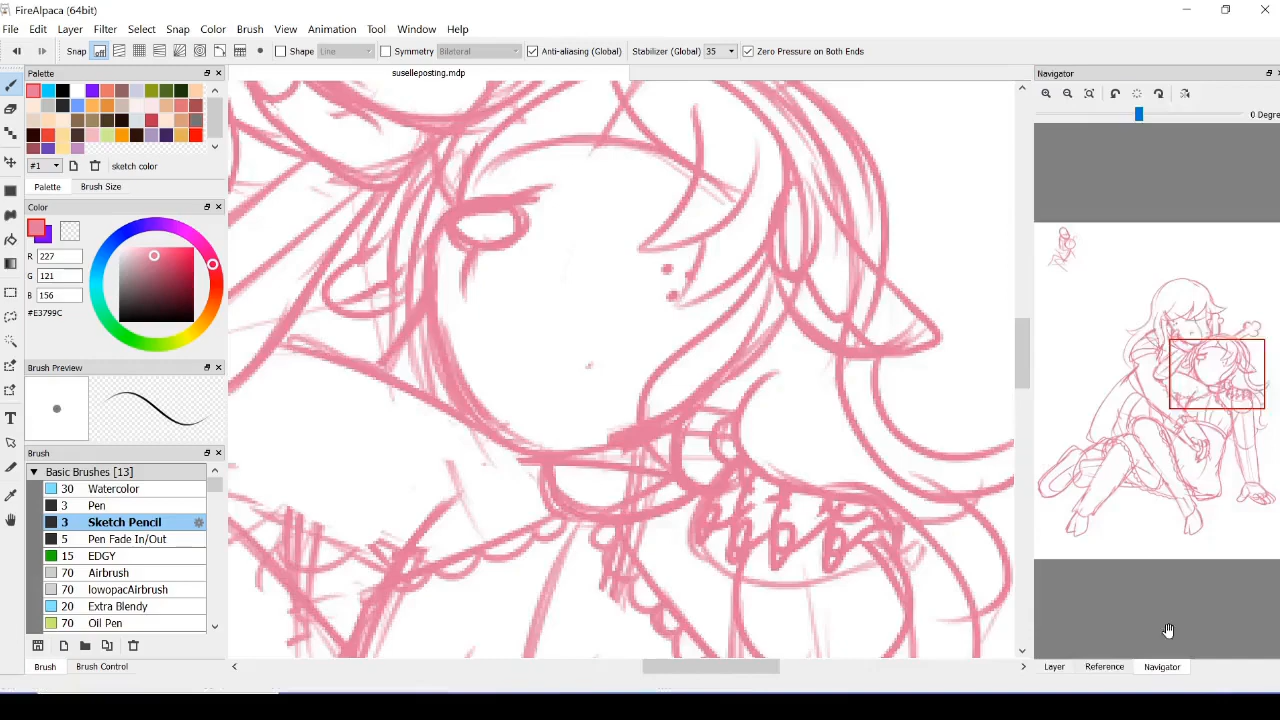 FireAlpaca (64bit)
File Edit Layer Filter Select Snap Color Brush View Animation Tool Window Help
Snap Shape Line Symmetry Bilateral Anti-aliasing (Global) Stabilizer (Global) 35 Zero Pressure on Both Ends
Palette
suselleposting.mdp
Navigator
0 Degre
#1 sketch color
Palette Brush Size
Color
R 227
G 121
B 156
#E3799C
Brush Preview
Brush
Basic Brushes [13]
30 Watercolor
3 Pen
3 Sketch Pencil
5 Pen Fade In/Out
15 EDGY
70 Airbrush
70 lowopacAirbrush
20 Extra Blendy
70 Oil Pen
Brush Brush Control
Layer Reference Navigator